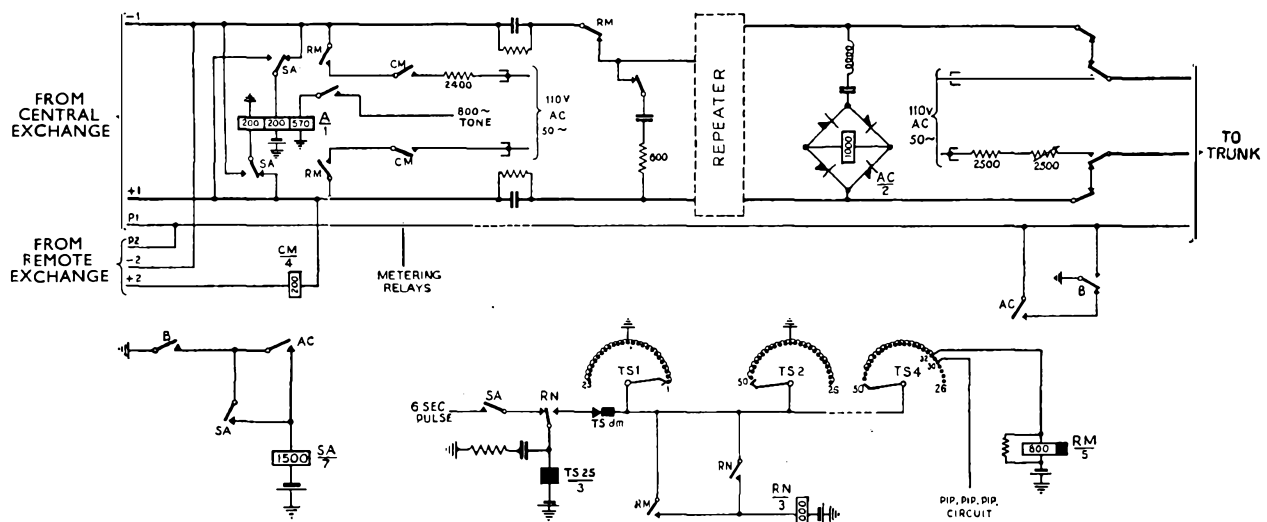 -1
FROM
CENTRAL
EXCHANGE
+1
P1
FROM
REMOTE
EXCHANGE
P2
-2
+2
SA
200 200 570
A
1
SA
RM
RM
CM
CM
2400
800~
TONE
110V
AC
50~
CM
4
200
METERING
RELAYS
RM
600
REPEATER
1000
AC
2
110V
AC
50~
2500
2500
TO
TRUNK
AC
B
B
AC
SA
1500
SA
7
6 SEC
PULSE
SA
RN
TS dm
TS 25
3
TS1
25
1
TS2
50
26
TS4
50
32
30
26
RM
RN
RN
3
800
RM
5
PIP, PIP, PIP,
CIRCUIT